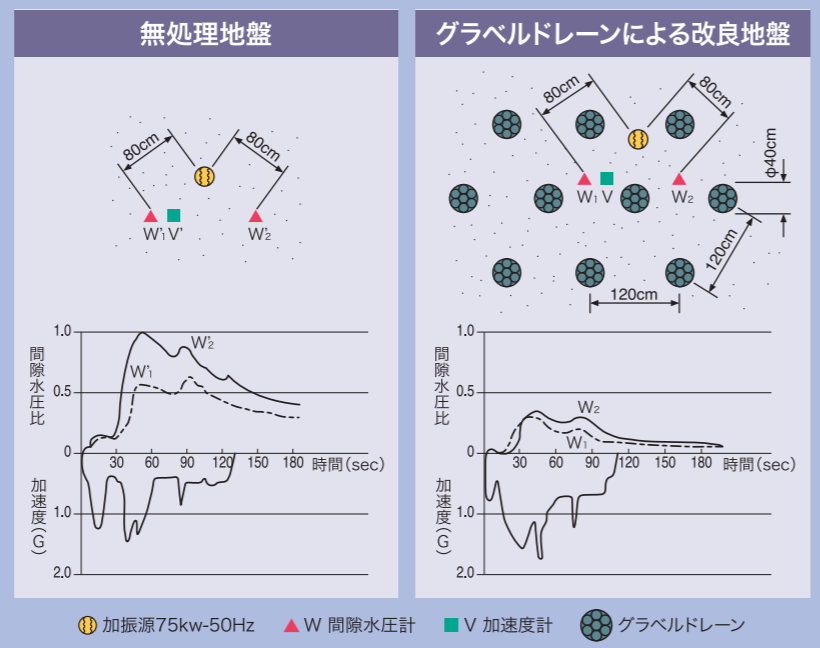 無処理地盤
80cm
80cm
W'1 V'
W'2
間隙水圧比
加速度(G)
1.0
0.5
0
1.0
2.0
W'2
W'1
30 60 90 120 150 180 時間(sec)
グラベルドレーンによる改良地盤
80cm
80cm
W1 V
W2
φ40cm
120cm
120cm
間隙水圧比
加速度(G)
1.0
0.5
0
1.0
2.0
W2
W1
30 60 90 120 150 180 時間(sec)
加振源75kw-50Hz W 間隙水圧計 V 加速度計 グラベルドレーン